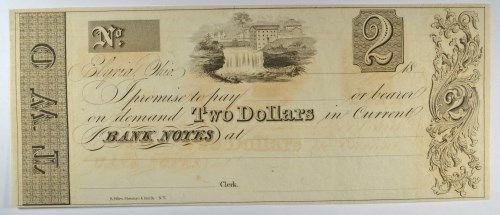 TWO
No.
2
Elyria, Ohio, 18
I promise to pay or bearer
on demand Two Dollars in Current
BANK NOTES at
2
Clerk.